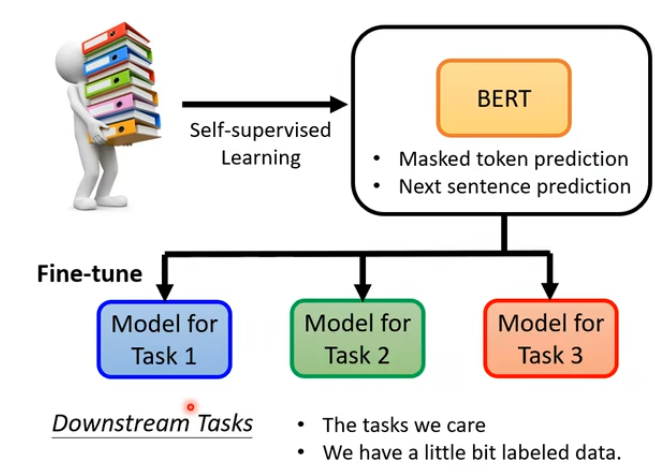 BERT
Self-supervised
Learning
• Masked token prediction
• Next sentence prediction
Fine-tune
Model for
Task 1
Model for
Task 2
Model for
Task 3
Downstream Tasks
• The tasks we care
• We have a little bit labeled data.